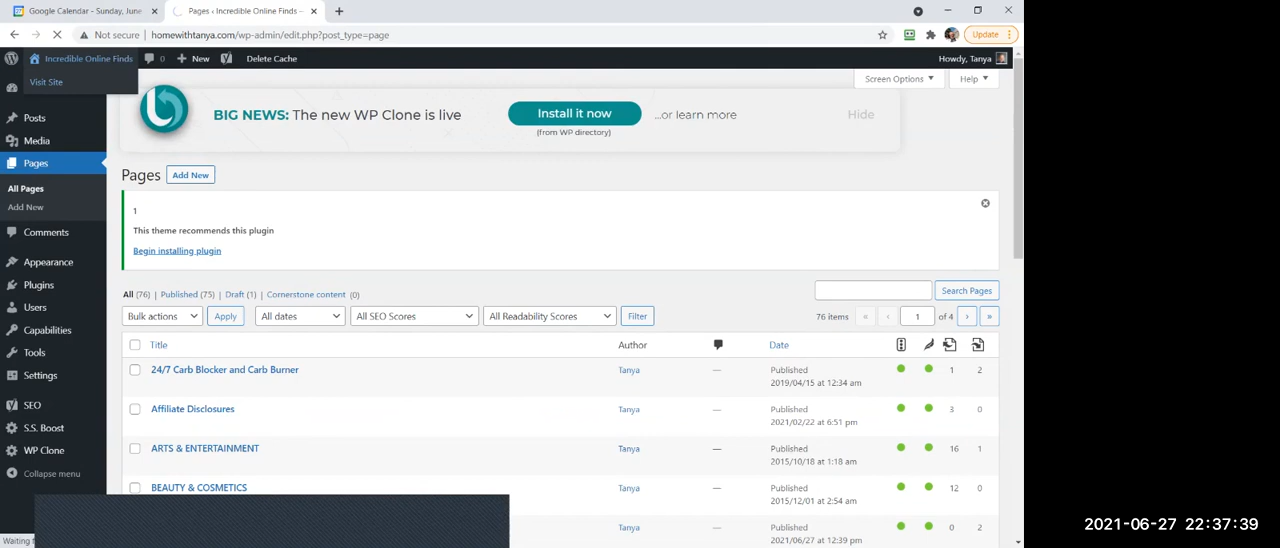 Google Calendar - Sunday, June
Pages ‹ Incredible Online Finds –
Not secure | homewithtanya.com/wp-admin/edit.php?post_type=page
Update
Incredible Online Finds
0
New
Delete Cache
Howdy, Tanya
Visit Site
Screen Options
Help
BIG NEWS: The new WP Clone is live
Install it now
...or learn more
Hide
(from WP directory)
Posts
Media
Pages
All Pages
Add New
Comments
Appearance
Plugins
Users
Capabilities
Tools
Settings
SEO
S.S. Boost
WP Clone
Collapse menu
Pages
Add New
1
This theme recommends this plugin
Begin installing plugin
All (76) | Published (75) | Draft (1) | Cornerstone content (0)
Search Pages
Bulk actions
Apply
All dates
All SEO Scores
All Readability Scores
Filter
76 items « ‹ 1 of 4 › »
Title Author Date
24/7 Carb Blocker and Carb Burner Tanya — Published 1 2
2019/04/15 at 12:34 am
Affiliate Disclosures Tanya — Published 3 0
2021/02/22 at 6:51 pm
ARTS & ENTERTAINMENT Tanya — Published 16 1
2015/10/18 at 1:18 am
BEAUTY & COSMETICS Tanya — Published 12 0
2015/12/01 at 2:54 am
Tanya — Published 0 2
2021/06/27 at 12:39 pm
Waiting f
2021-06-27 22:37:39